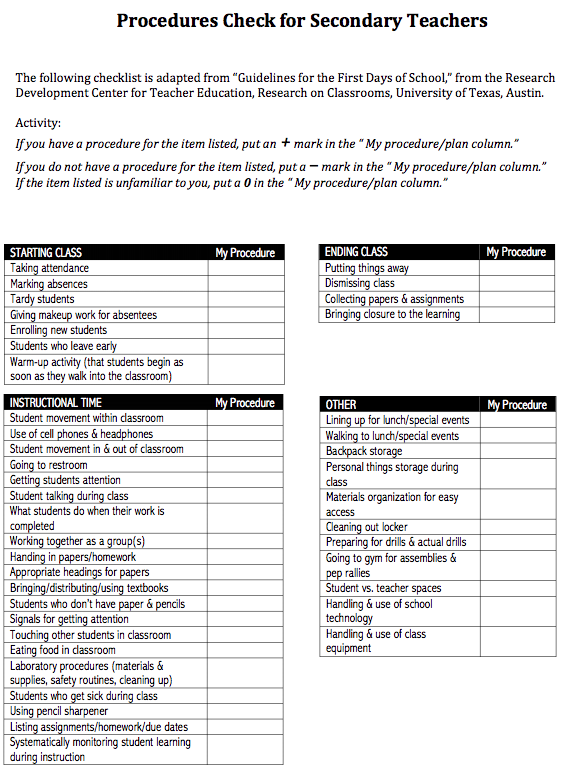 Procedures Check for Secondary Teachers
The following checklist is adapted from “Guidelines for the First Days of School,” from the Research
Development Center for Teacher Education, Research on Classrooms, University of Texas, Austin.
Activity:
If you have a procedure for the item listed, put an + mark in the “ My procedure/plan column.”
If you do not have a procedure for the item listed, put a – mark in the “ My procedure/plan column.”
If the item listed is unfamiliar to you, put a 0 in the “ My procedure/plan column.”
STARTING CLASS My Procedure
Taking attendance
Marking absences
Tardy students
Giving makeup work for absentees
Enrolling new students
Students who leave early
Warm-up activity (that students begin as
soon as they walk into the classroom)
ENDING CLASS My Procedure
Putting things away
Dismissing class
Collecting papers & assignments
Bringing closure to the learning
INSTRUCTIONAL TIME My Procedure
Student movement within classroom
Use of cell phones & headphones
Student movement in & out of classroom
Going to restroom
Getting students attention
Student talking during class
What students do when their work is
completed
Working together as a group(s)
Handing in papers/homework
Appropriate headings for papers
Bringing/distributing/using textbooks
Students who don’t have paper & pencils
Signals for getting attention
Touching other students in classroom
Eating food in classroom
Laboratory procedures (materials &
supplies, safety routines, cleaning up)
Students who get sick during class
Using pencil sharpener
Listing assignments/homework/due dates
Systematically monitoring student learning
during instruction
OTHER My Procedure
Lining up for lunch/special events
Walking to lunch/special events
Backpack storage
Personal things storage during
class
Materials organization for easy
access
Cleaning out locker
Preparing for drills & actual drills
Going to gym for assemblies &
pep rallies
Student vs. teacher spaces
Handling & use of school
technology
Handling & use of class
equipment